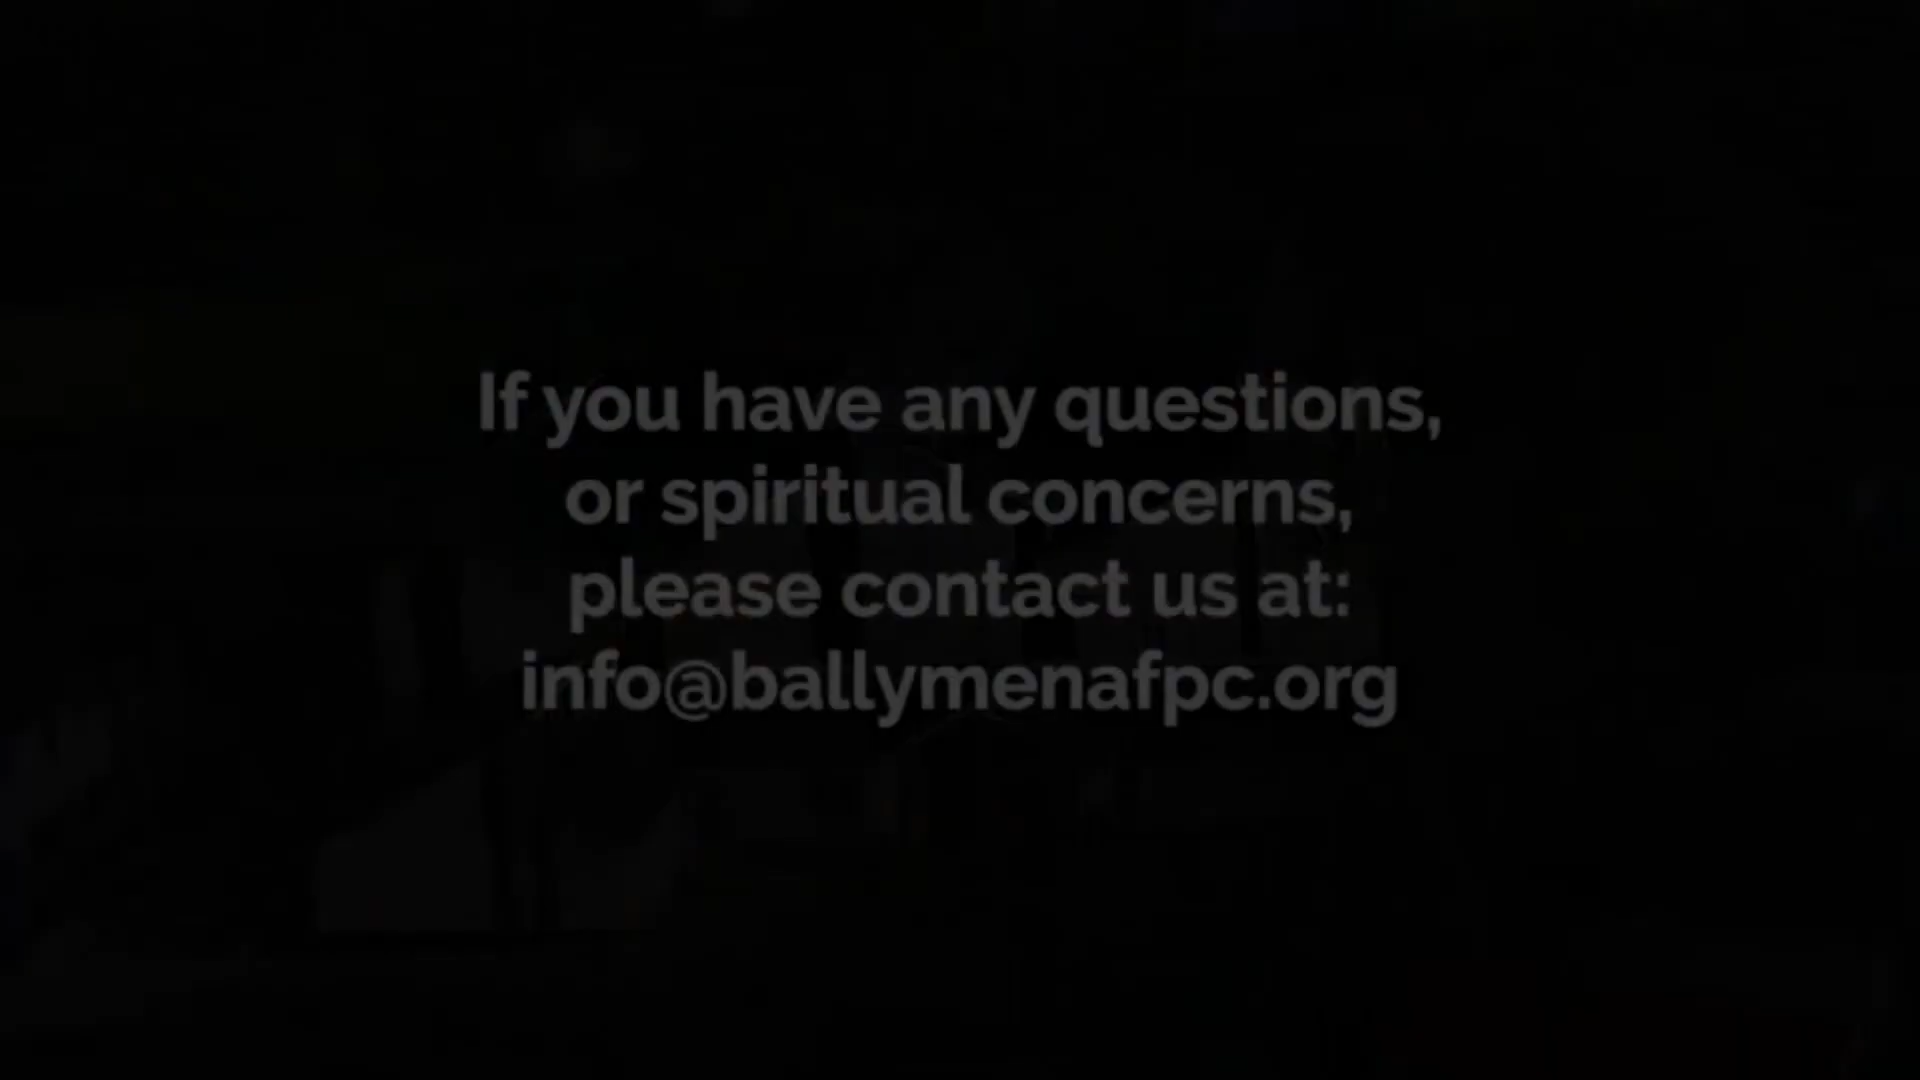 If you have any questions,
or spiritual concerns,
please contact us at:
info@ballymenafpc.org